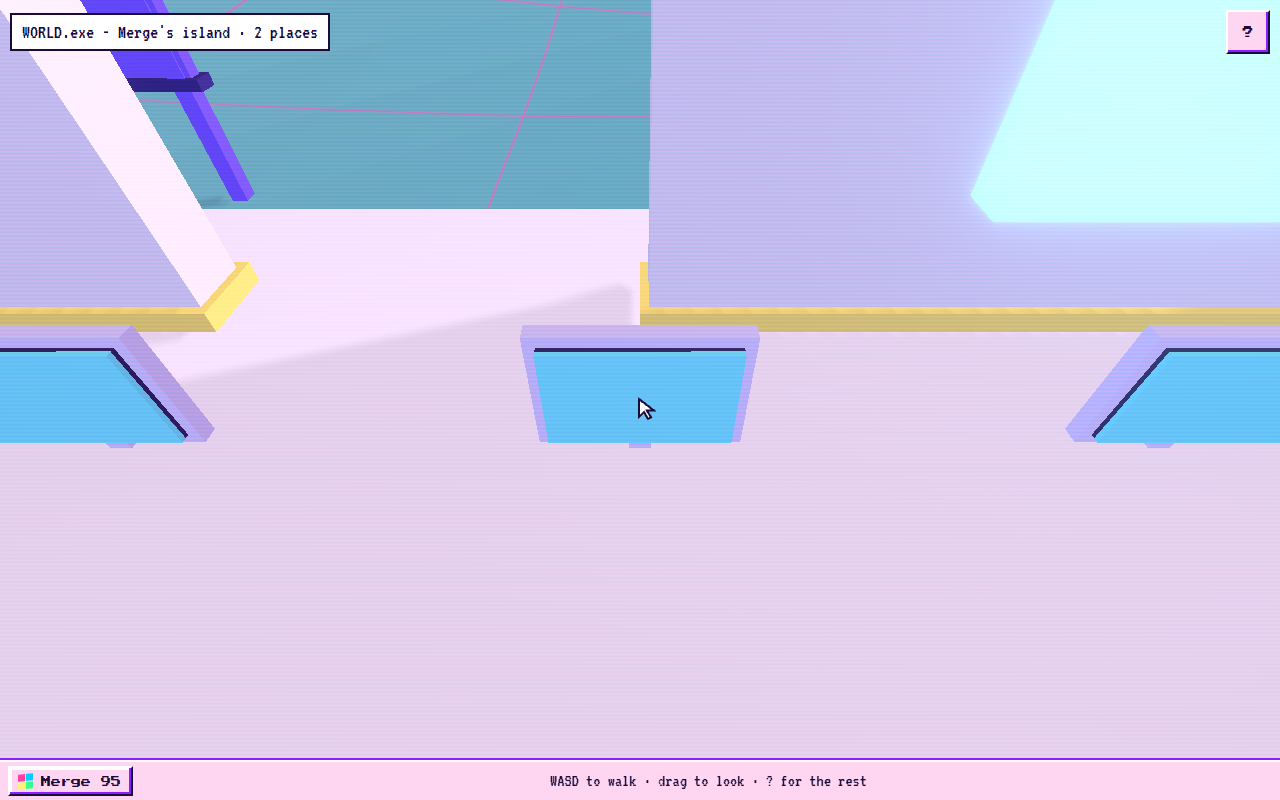 WORLD.exe - Merge's island · 2 places
?
Merge 95
WASD to walk · drag to look · ? for the rest